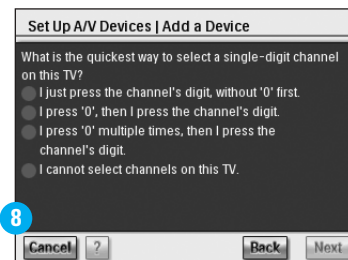 Set Up A/V Devices | Add a Device
What is the quickest way to select a single-digit channel
on this TV?
I just press the channel's digit, without '0' first.
I press '0', then I press the channel's digit.
I press '0' multiple times, then I press the
channel's digit.
I cannot select channels on this TV.
8
Cancel ? Back Next